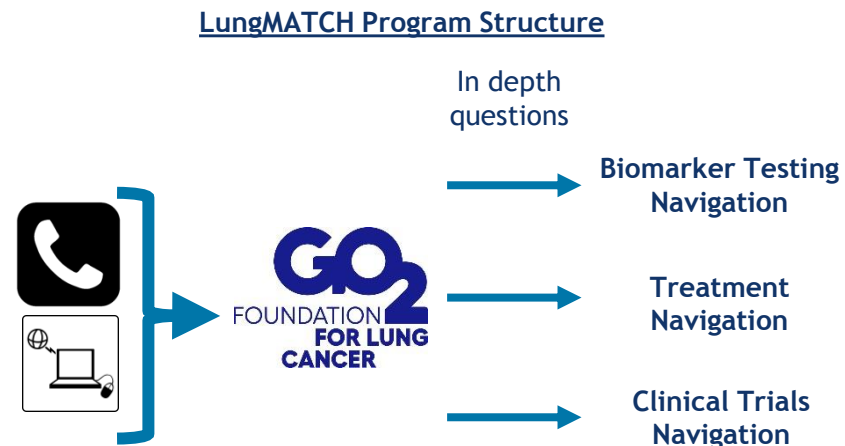 LungMATCH Program Structure
In depth
questions
Biomarker Testing
Navigation
GO2
FOUNDATION
FOR LUNG
CANCER
Treatment
Navigation
Clinical Trials
Navigation